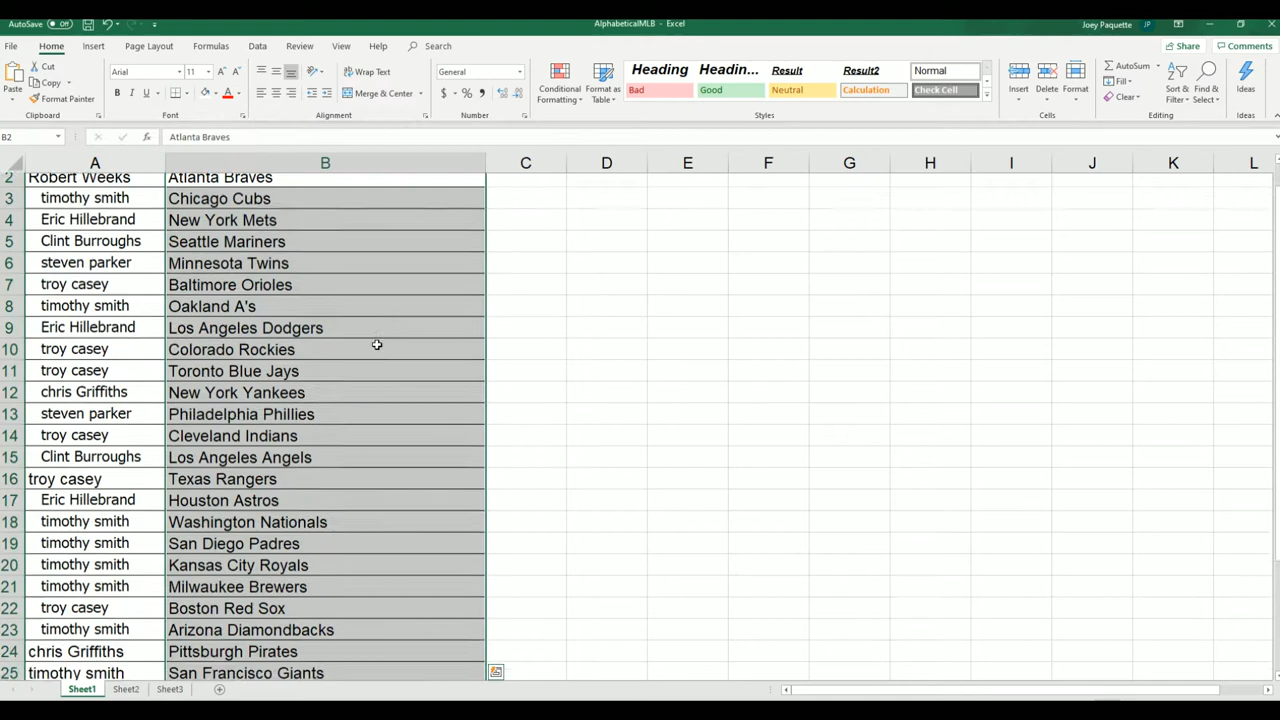 AutoSave Off
AlphabeticalMLB - Excel
Joey Paquette JP
File Home Insert Page Layout Formulas Data Review View Help Search Share Comments
Paste Cut Copy Format Painter Clipboard
Arial 11 A A B I U A Font
Wrap Text Merge & Center Alignment
General $ % Number
Conditional Formatting Format as Table
Heading Headin... Result Result2 Normal
Bad Good Neutral Calculation Check Cell
Styles
Insert Delete Format Cells
AutoSum Fill Clear Sort & Filter Find & Select Editing
Ideas Ideas
B2 fx Atlanta Braves
A B C D E F G H I J K L
2 Robert Weeks Atlanta Braves
3 timothy smith Chicago Cubs
4 Eric Hillebrand New York Mets
5 Clint Burroughs Seattle Mariners
6 steven parker Minnesota Twins
7 troy casey Baltimore Orioles
8 timothy smith Oakland A's
9 Eric Hillebrand Los Angeles Dodgers
10 troy casey Colorado Rockies
11 troy casey Toronto Blue Jays
12 chris Griffiths New York Yankees
13 steven parker Philadelphia Phillies
14 troy casey Cleveland Indians
15 Clint Burroughs Los Angeles Angels
16 troy casey Texas Rangers
17 Eric Hillebrand Houston Astros
18 timothy smith Washington Nationals
19 timothy smith San Diego Padres
20 timothy smith Kansas City Royals
21 timothy smith Milwaukee Brewers
22 troy casey Boston Red Sox
23 timothy smith Arizona Diamondbacks
24 chris Griffiths Pittsburgh Pirates
25 timothy smith San Francisco Giants
Sheet1 Sheet2 Sheet3